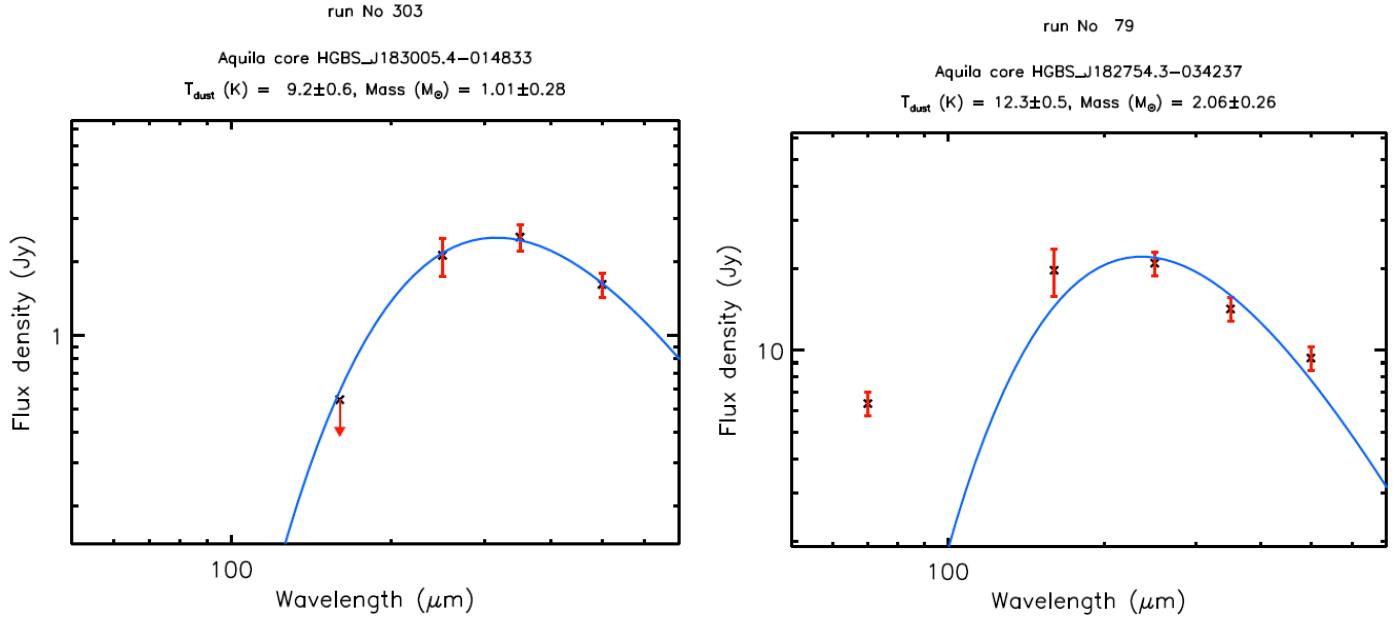 run No 303
Aquila core HGBS_J183005.4-014833
T_dust (K) = 9.2±0.6, Mass (M_⊙) = 1.01±0.28
Flux density (Jy)
1
100
Wavelength (μm)
run No 79
Aquila core HGBS_J182754.3-034237
T_dust (K) = 12.3±0.5, Mass (M_⊙) = 2.06±0.26
Flux density (Jy)
10
100
Wavelength (μm)